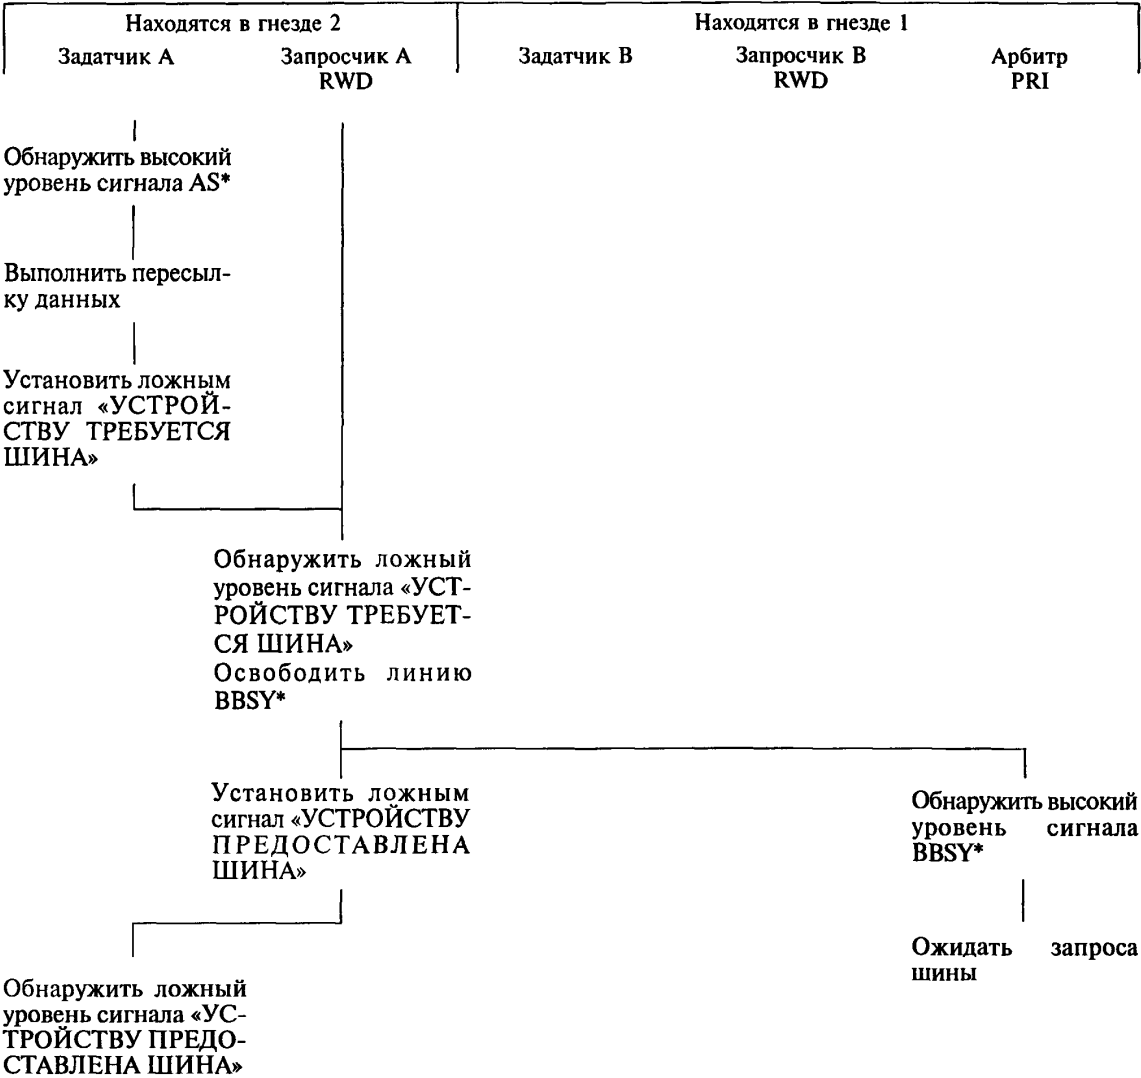 Находятся в гнезде 2
Находятся в гнезде 1
Задатчик А
Запросчик А
RWD
Задатчик В
Запросчик В
RWD
Арбитр
PRI
Обнаружить высокий
уровень сигнала AS*
Выполнить пересыл-
ку данных
Установить ложным
сигнал «УСТРОЙ-
СТВУ ТРЕБУЕТСЯ
ШИНА»
Обнаружить ложный
уровень сигнала «УСТ-
РОЙСТВУ ТРЕБУЕТ-
СЯ ШИНА»
Освободить линию
BBSY*
Установить ложным
сигнал «УСТРОЙСТВУ
ПРЕДОСТАВЛЕНА
ШИНА»
Обнаружить высокий
уровень сигнала
BBSY*
Ожидать запроса
шины
Обнаружить ложный
уровень сигнала «УС-
ТРОЙСТВУ ПРЕДО-
СТАВЛЕНА ШИНА»